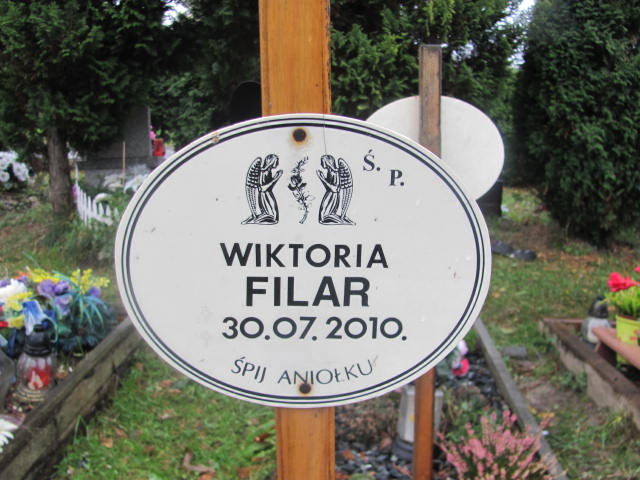 Ś. P.
WIKTORIA
FILAR
30.07.2010.
ŚPIJ ANIOŁKU